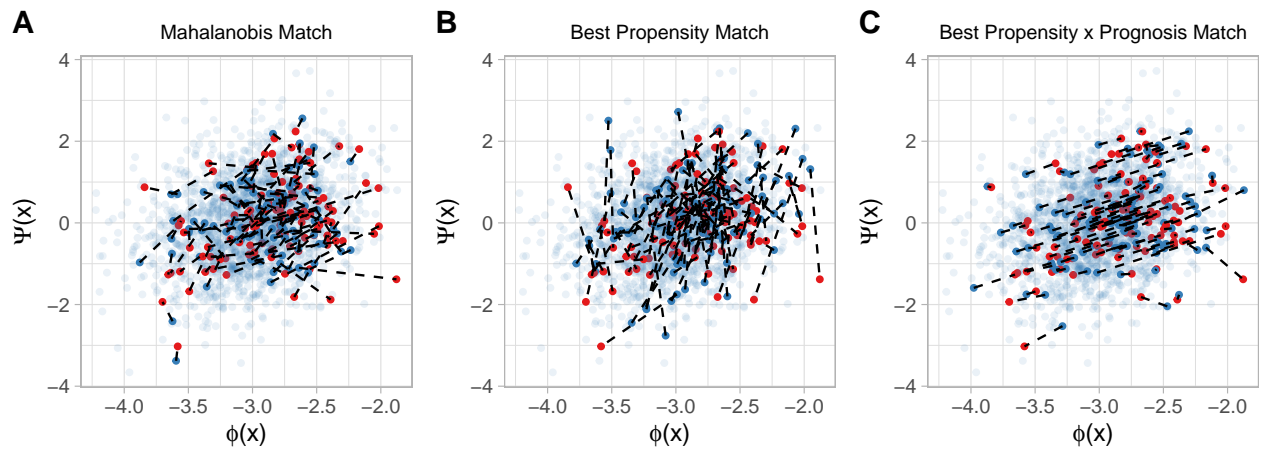 A
Mahalanobis Match
4
2
0
−2
−4
Ψ(x)
−4.0
−3.5
−3.0
−2.5
−2.0
ϕ(x)
B
Best Propensity Match
4
2
0
−2
−4
Ψ(x)
−4.0
−3.5
−3.0
−2.5
−2.0
ϕ(x)
C
Best Propensity x Prognosis Match
4
2
0
−2
−4
Ψ(x)
−4.0
−3.5
−3.0
−2.5
−2.0
ϕ(x)